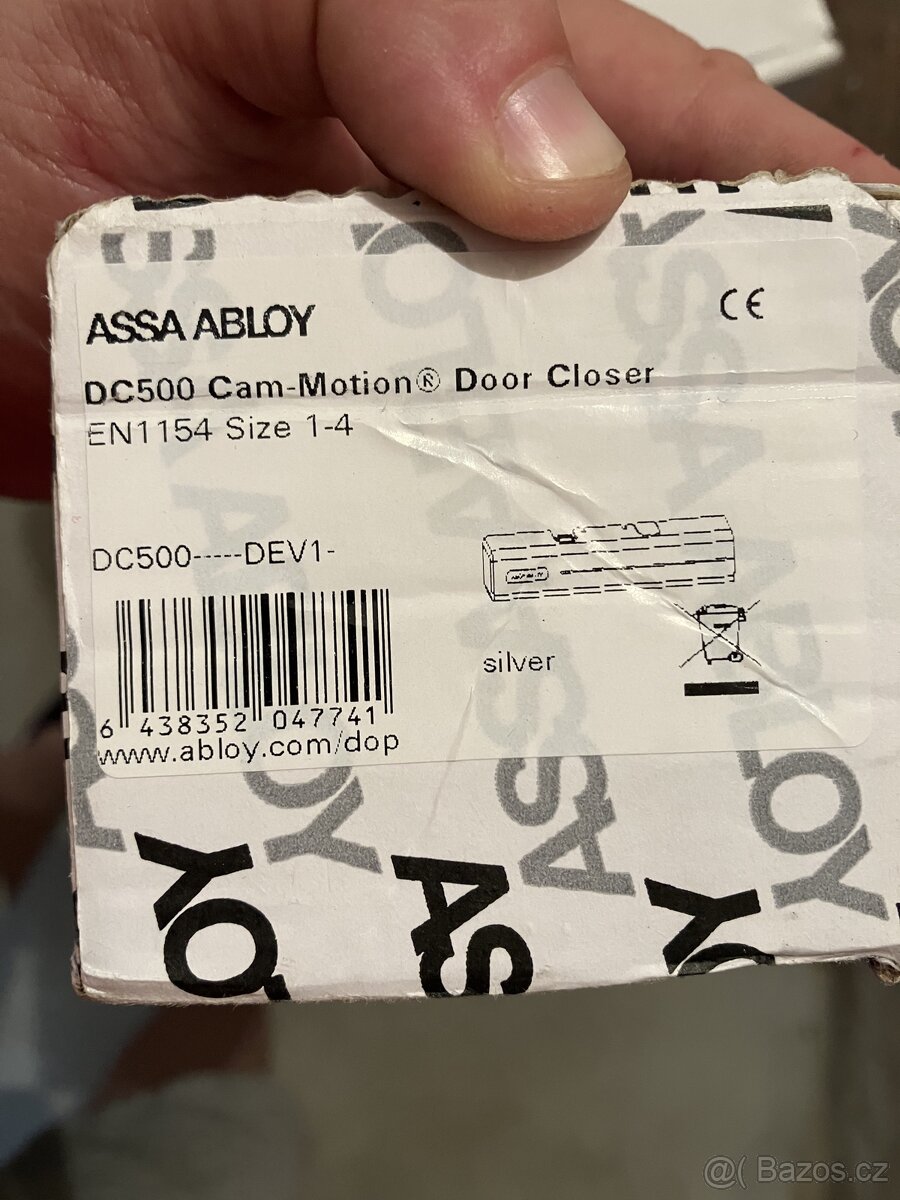 ASSA ABLOY
CE
DC500 Cam-Motion® Door Closer
EN1154 Size 1-4
DC500-----DEV1-
silver
6 438352 047741
www.abloy.com/dop
@( Bazos.cz